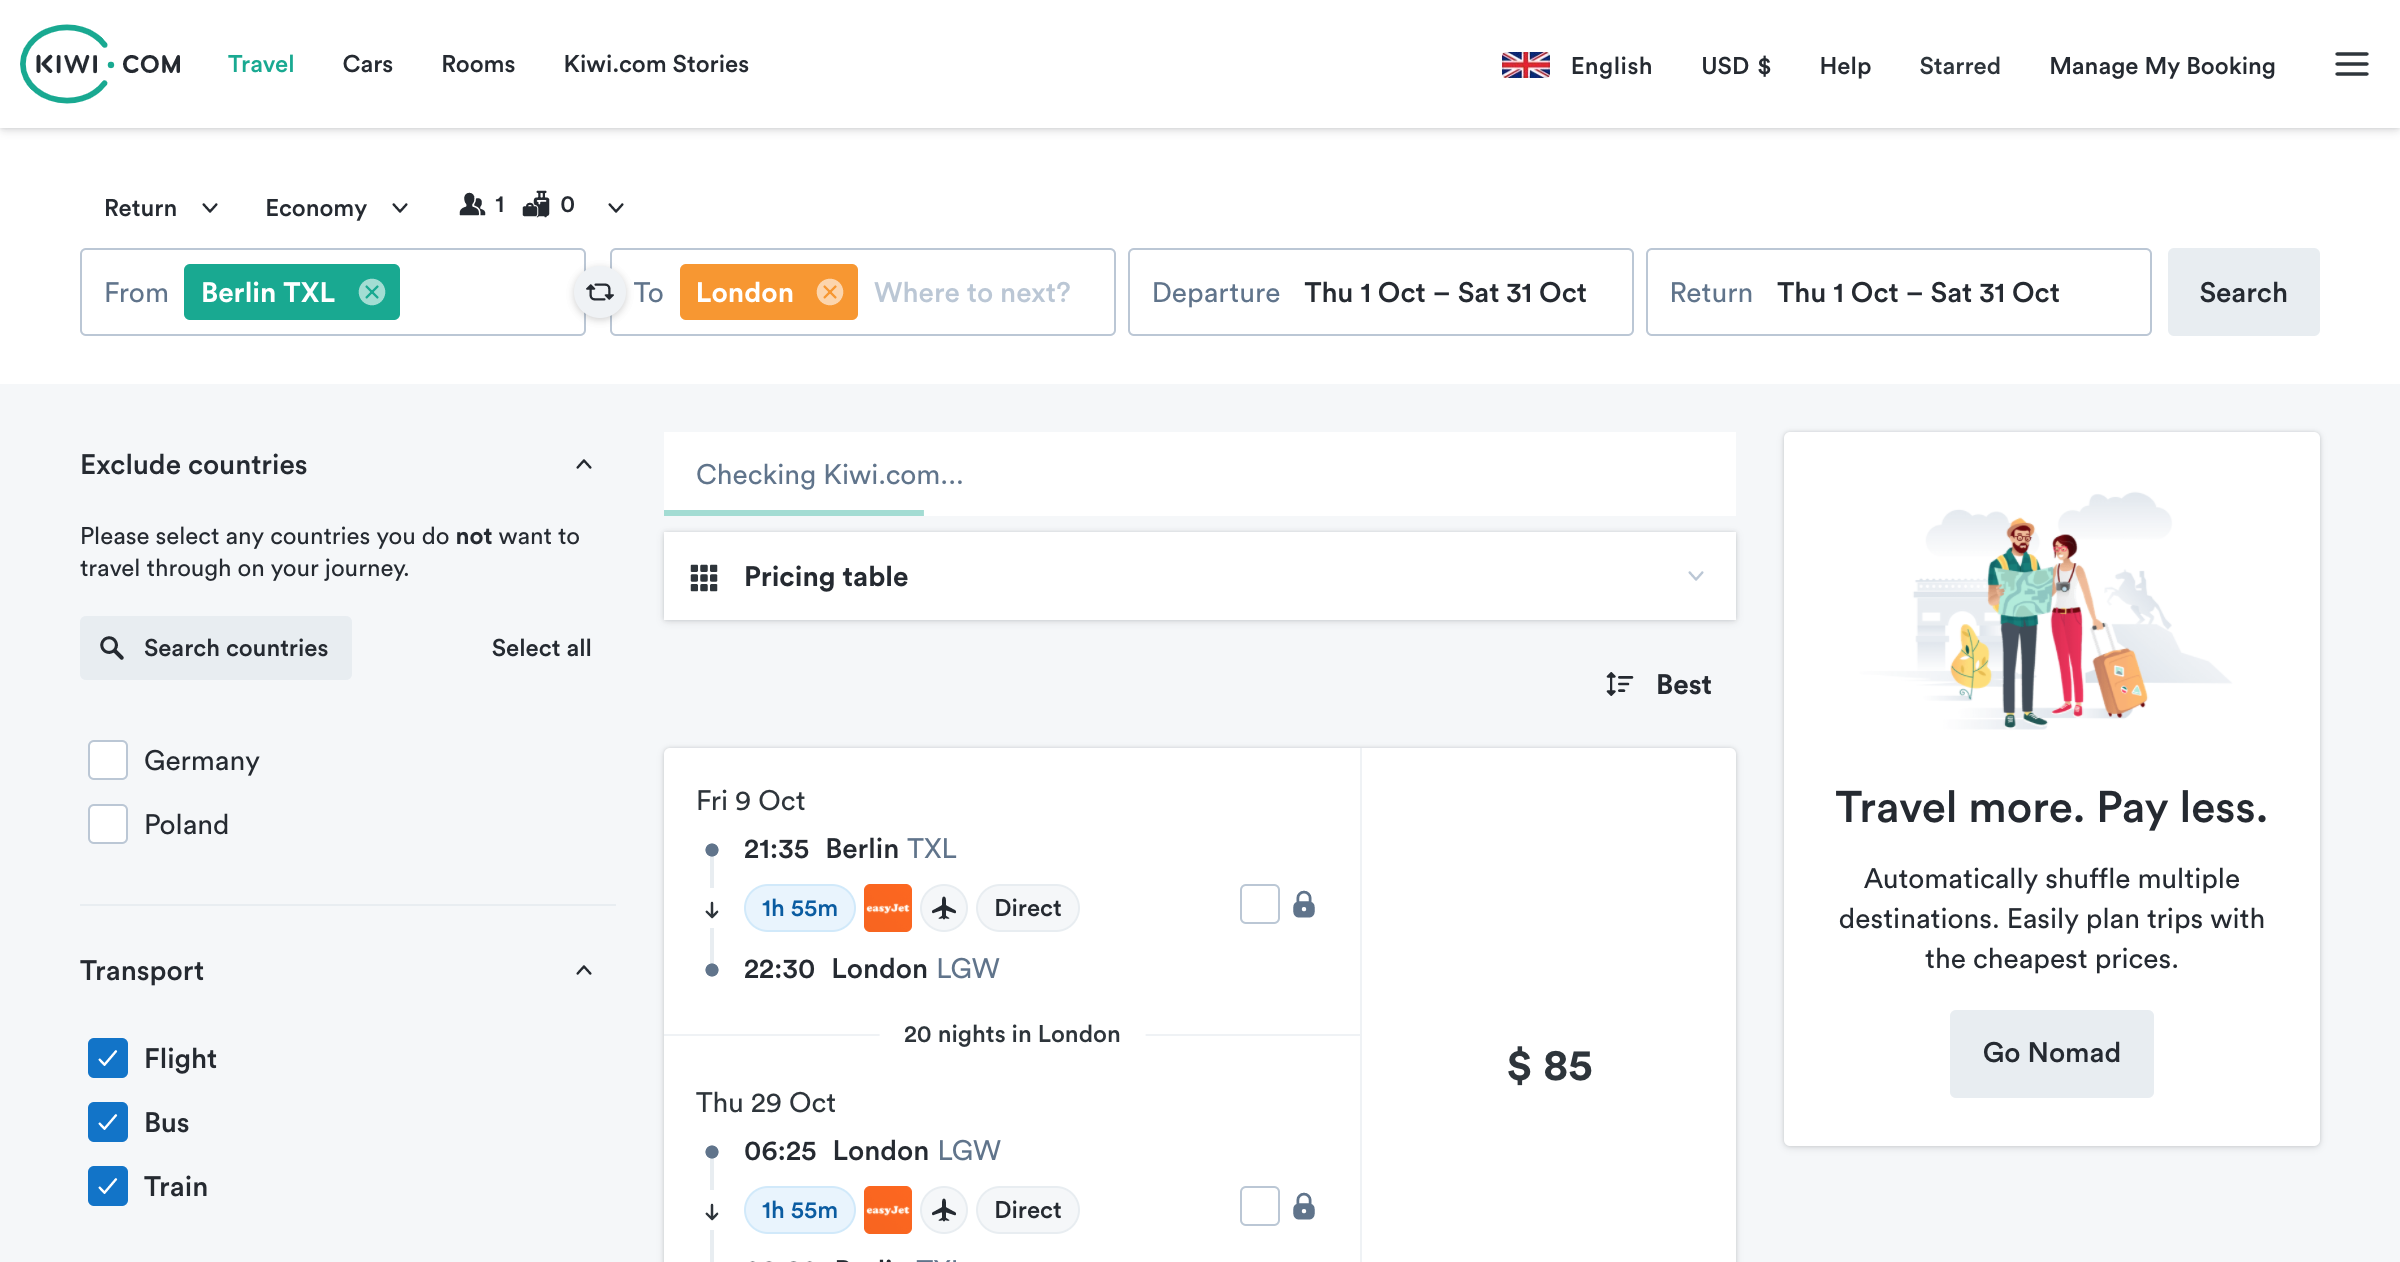 KIWI.COM Travel Cars Rooms Kiwi.com Stories English USD $ Help Starred Manage My Booking
Return Economy 1 0
From Berlin TXL To London Where to next? Departure Thu 1 Oct – Sat 31 Oct Return Thu 1 Oct – Sat 31 Oct Search
Exclude countries
Please select any countries you do not want to
travel through on your journey.
Search countries Select all
Germany
Poland
Transport
Flight
Bus
Train
Checking Kiwi.com...
Pricing table
Best
Fri 9 Oct
21:35 Berlin TXL
1h 55m easyJet Direct
22:30 London LGW
20 nights in London
$ 85
Thu 29 Oct
06:25 London LGW
1h 55m easyJet Direct
Travel more. Pay less.
Automatically shuffle multiple
destinations. Easily plan trips with
the cheapest prices.
Go Nomad